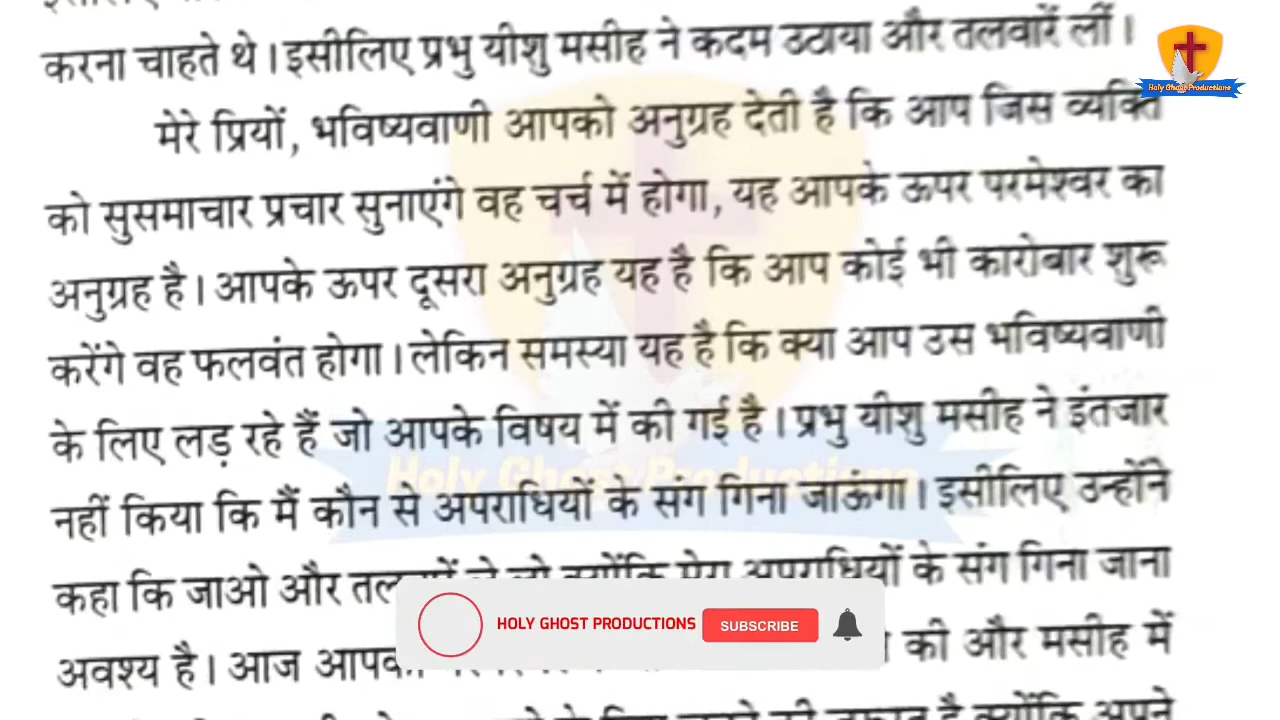 करना चाहते थे। इसीलिए प्रभु यीशु मसीह ने कदम उठाया और तलवारें लीं।
Holy Ghost Productions
मेरे प्रियों, भविष्यवाणी आपको अनुग्रह देती है कि आप जिस व्यक्ति
को सुसमाचार प्रचार सुनाएंगे वह चर्च में होगा, यह आपके ऊपर परमेश्वर का
अनुग्रह है। आपके ऊपर दूसरा अनुग्रह यह है कि आप कोई भी कारोबार शुरू
करेंगे वह फलवंत होगा। लेकिन समस्या यह है कि क्या आप उस भविष्यवाणी
के लिए लड़ रहे हैं जो आपके विषय में की गई है। प्रभु यीशु मसीह ने इंतजार
Holy Ghost Productions
नहीं किया कि मैं कौन से अपराधियों के संग गिना जाऊंगा। इसीलिए उन्होंने
कहा कि जाओ और अपराधियों के संग गिना जाना
HOLY GHOST PRODUCTIONS SUBSCRIBE
अवश्य है। आज की और मसीह में